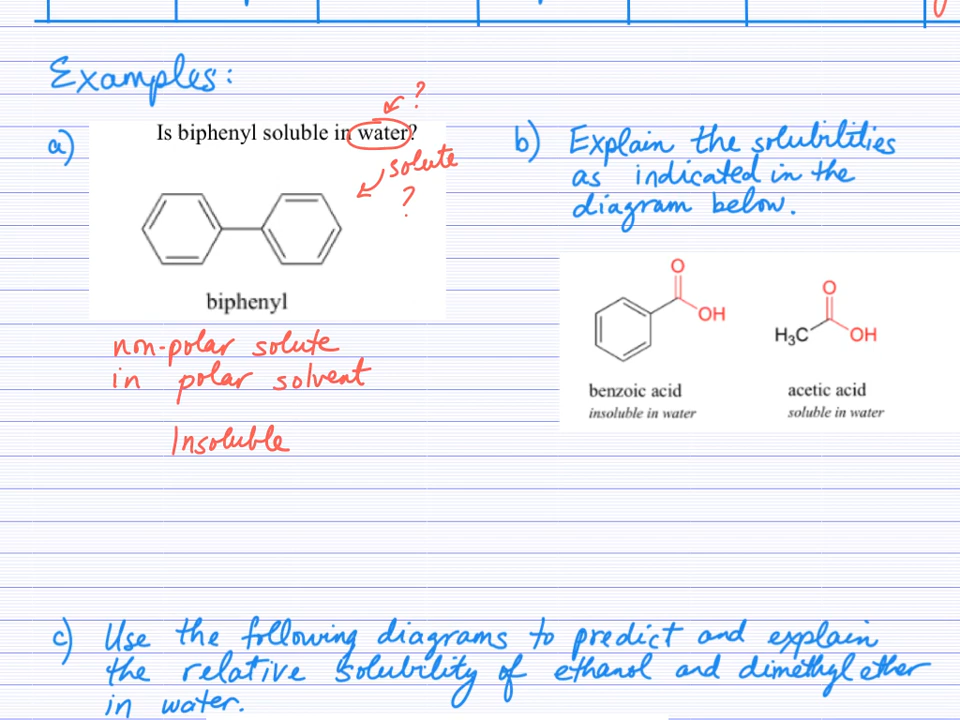 Examples:
?
a)
Is biphenyl soluble in water?
solute
?
biphenyl
non-polar solute
in polar solvent
Insoluble
b) Explain the solubilities
as indicated in the
diagram below.
O
OH
benzoic acid
insoluble in water
O
H₃C
OH
acetic acid
soluble in water
c) Use the following diagrams to predict and explain
the relative solubility of ethanol and dimethyl ether
in water.